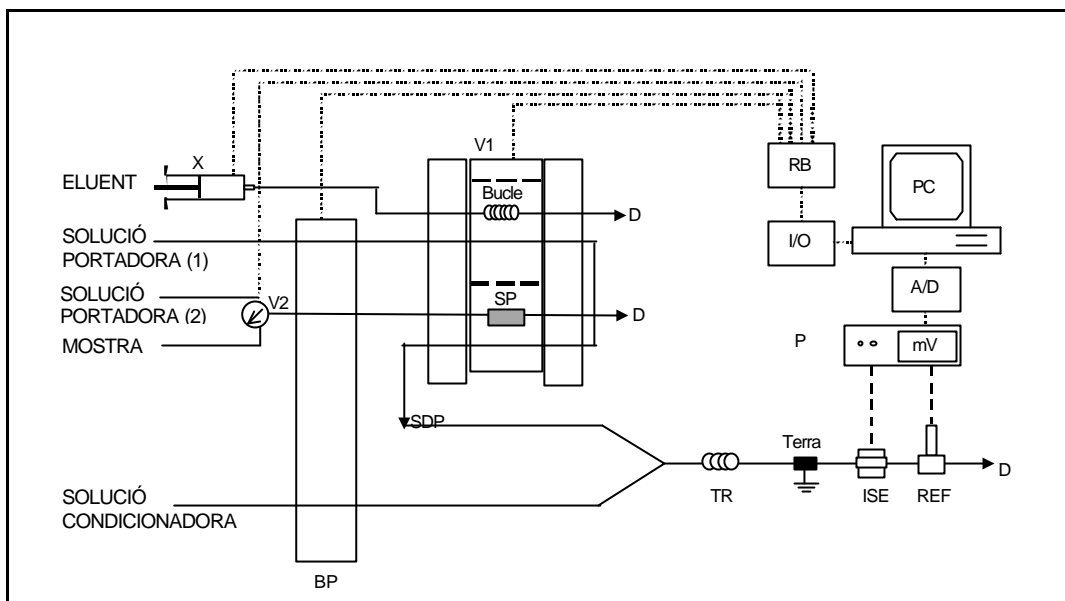 V1
X
RB
PC
ELUENT
Bucle
D
SOLUCIÓ
PORTADORA (1)
I/O
SOLUCIÓ
PORTADORA (2)
V2
SP
D
A/D
MOSTRA
P
mV
SDP
Terra
D
TR
ISE
REF
SOLUCIÓ
CONDICIONADORA
BP